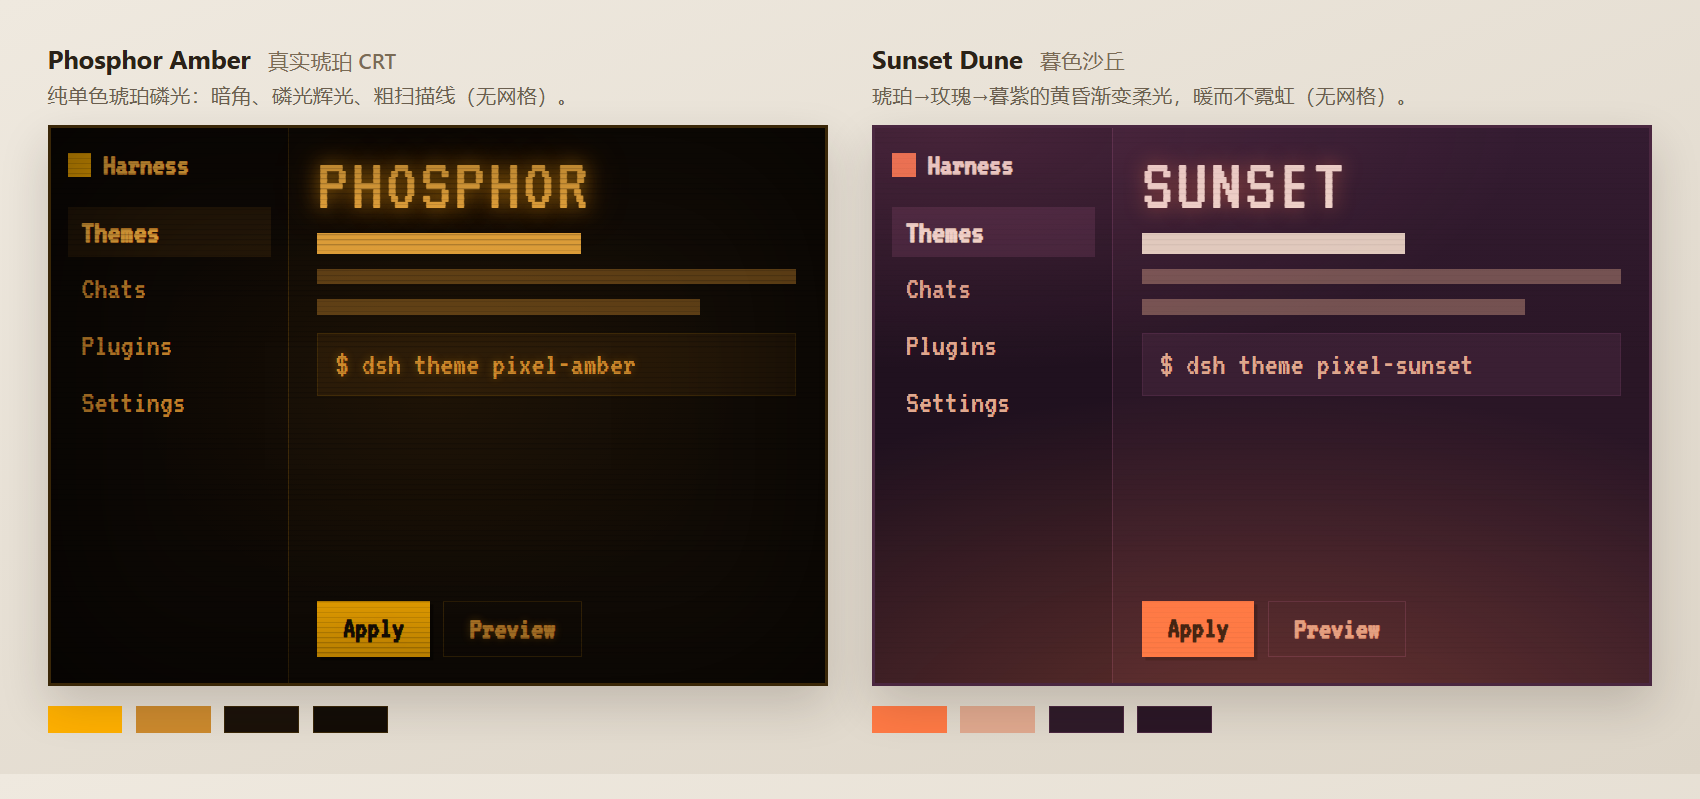 Phosphor Amber 真实琥珀 CRT
纯单色琥珀磷光：暗角、磷光辉光、粗扫描线（无网格）。
Harness
Themes
Chats
Plugins
Settings
PHOSPHOR
$ dsh theme pixel-amber
Apply
Preview
Sunset Dune 暮色沙丘
琥珀→玫瑰→暮紫的黄昏渐变柔光，暖而不霓虹（无网格）。
Harness
Themes
Chats
Plugins
Settings
SUNSET
$ dsh theme pixel-sunset
Apply
Preview